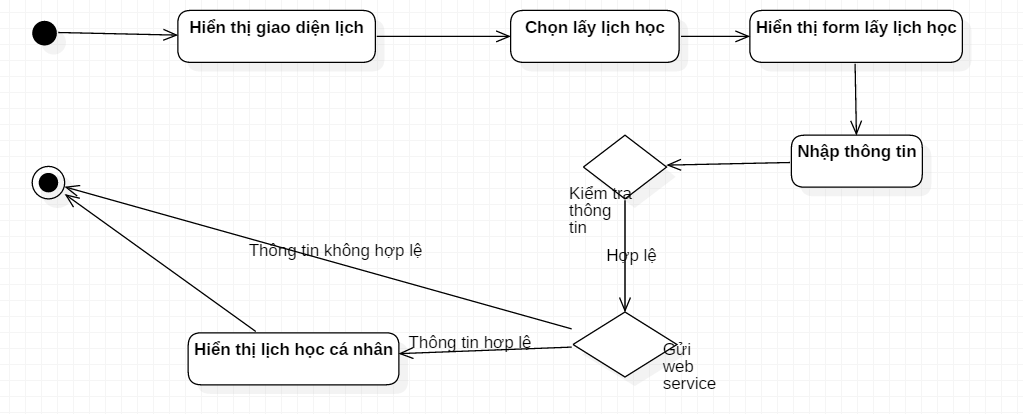 Hiển thị giao diện lịch
Chọn lấy lịch học
Hiển thị form lấy lịch học
Nhập thông tin
Kiểm tra
thông
tin
Hợp lệ
Thông tin không hợp lệ
Thông tin hợp lệ
Hiển thị lịch học cá nhân
Gửi
web
service